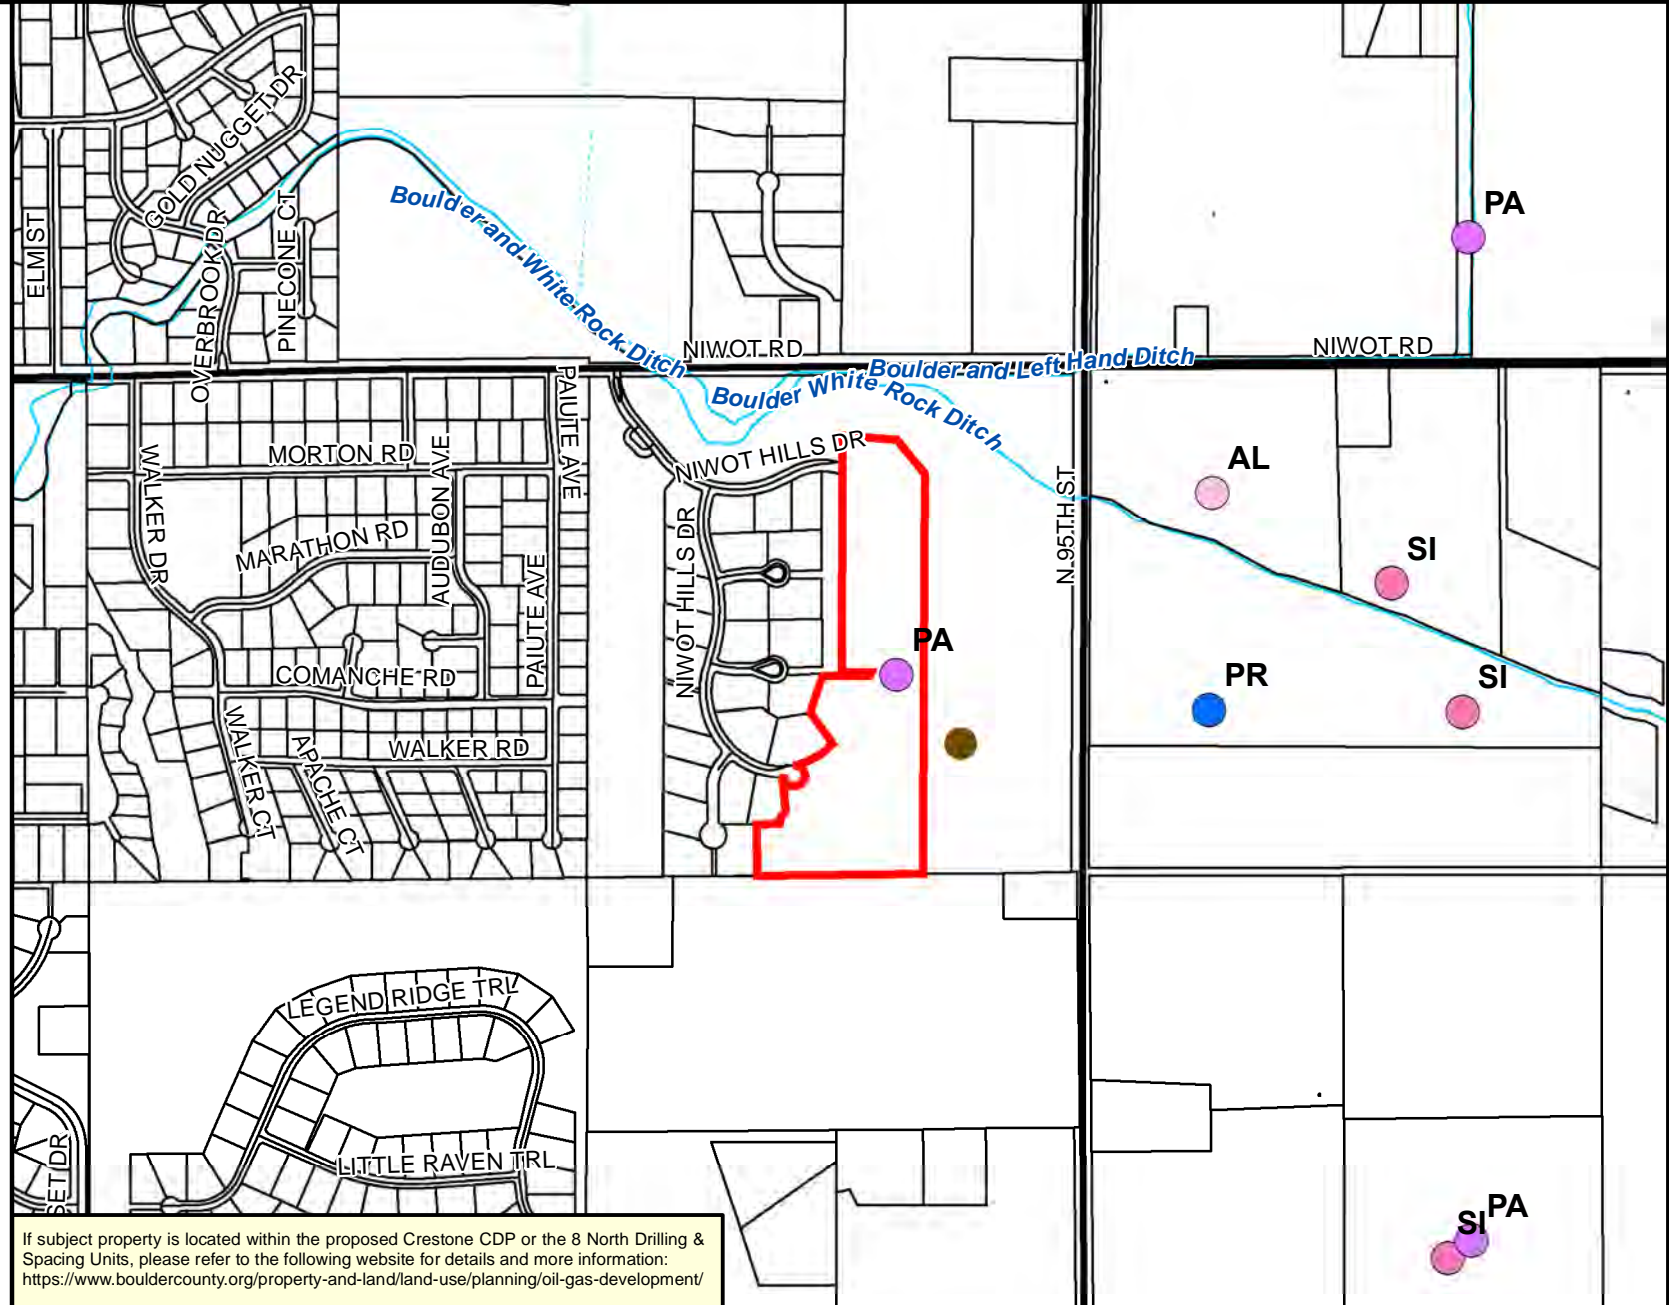 GOLD NUGGET DR
ELM ST
OVERBROOK DR
PINECONE CT
Boulder and White Rock Ditch
PA
NIWOT RD
Boulder and Left Hand Ditch
NIWOT RD
Boulder White Rock Ditch
PAIUTE AVE
WALKER DR
MORTON RD
AUDUBON AVE
NIWOT HILLS DR
N 95TH ST
AL
MARATHON RD
NIWOT HILLS DR
SI
PAIUTE AVE
PA
COMANCHE RD
PR
SI
WALKER CT
APACHE CT
WALKER RD
LEGEND RIDGE TRL
LITTLE RAVEN TRL
SI
PA
If subject property is located within the proposed Crestone CDP or the 8 North Drilling &
Spacing Units, please refer to the following website for details and more information:
https://www.bouldercounty.org/property-and-land/land-use/planning/oil-gas-development/